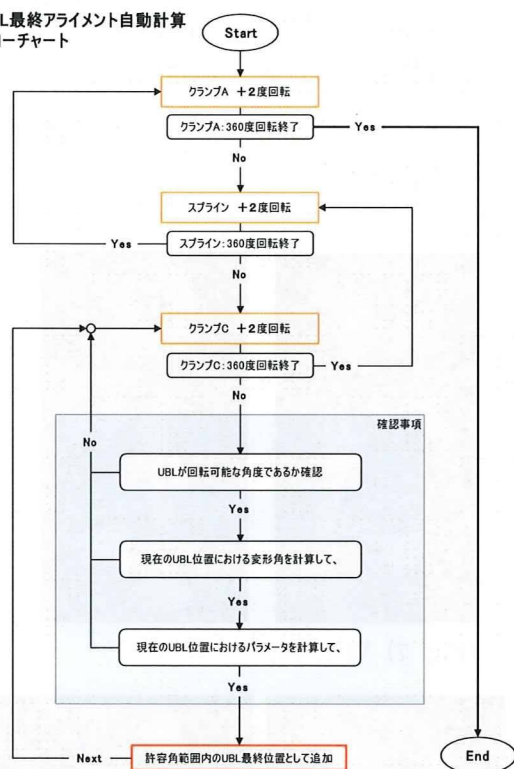 BL最終アライメント自動計算
ローチャート
Start
クランプA +2度回転
クランプA:360度回転終了
Yes
No
スプライン +2度回転
Yes
スプライン:360度回転終了
No
クランプC +2度回転
クランプC:360度回転終了
Yes
No
確認事項
No
UBLが回転可能な角度であるか確認
Yes
現在のUBL位置における変形角を計算して、
Yes
現在のUBL位置におけるパラメータを計算して、
Yes
Next
許容角範囲内のUBL最終位置として追加
End